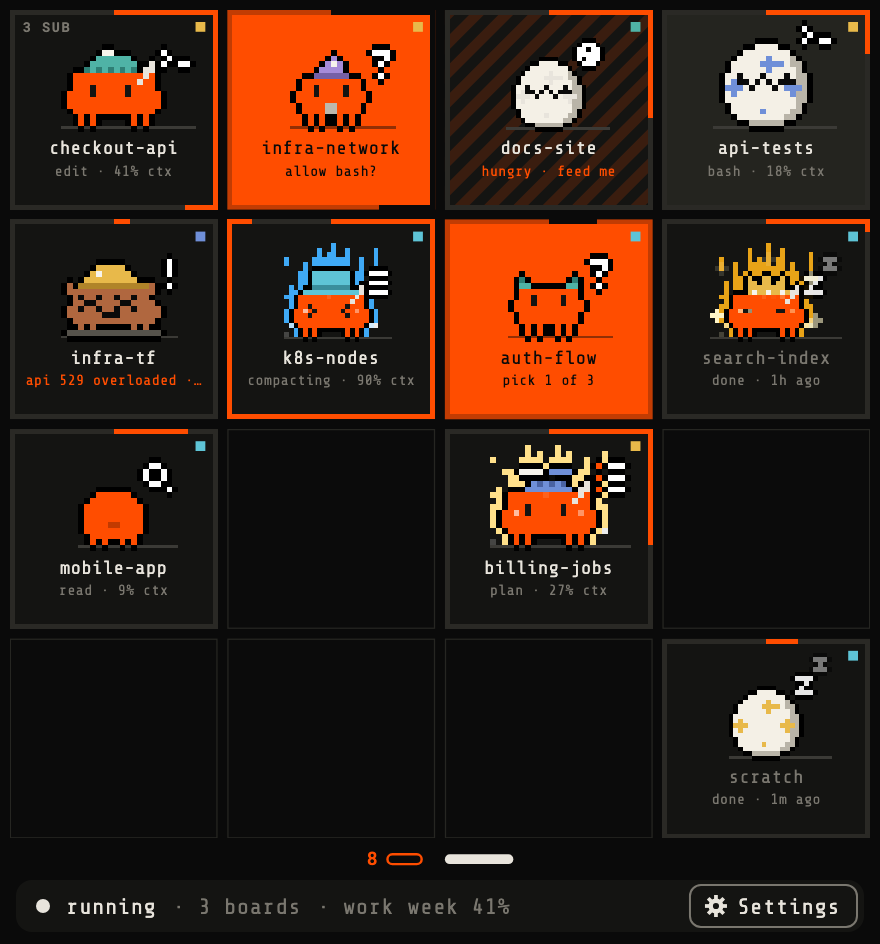 3 SUB
checkout-api
edit · 41% ctx
infra-network
allow bash?
docs-site
hungry · feed me
api-tests
bash · 18% ctx
infra-tf
api 529 overloaded ·…
k8s-nodes
compacting · 90% ctx
auth-flow
pick 1 of 3
search-index
done · 1h ago
mobile-app
read · 9% ctx
billing-jobs
plan · 27% ctx
scratch
done · 1m ago
8
running · 3 boards · work week 41%
Settings